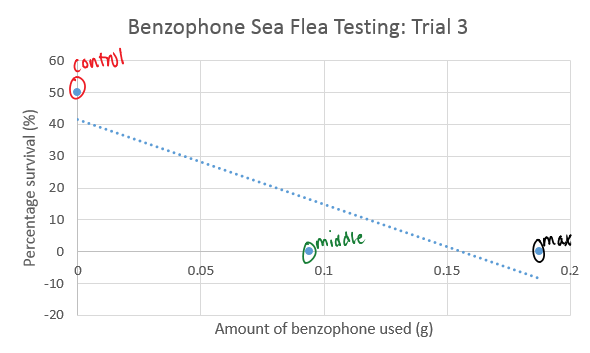 Benzophone Sea Flea Testing: Trial 3
control
60
50
40
30
20
10
0
-10
-20
Percentage survival (%)
middle
max
0
0.05
0.1
0.15
0.2
Amount of benzophone used (g)